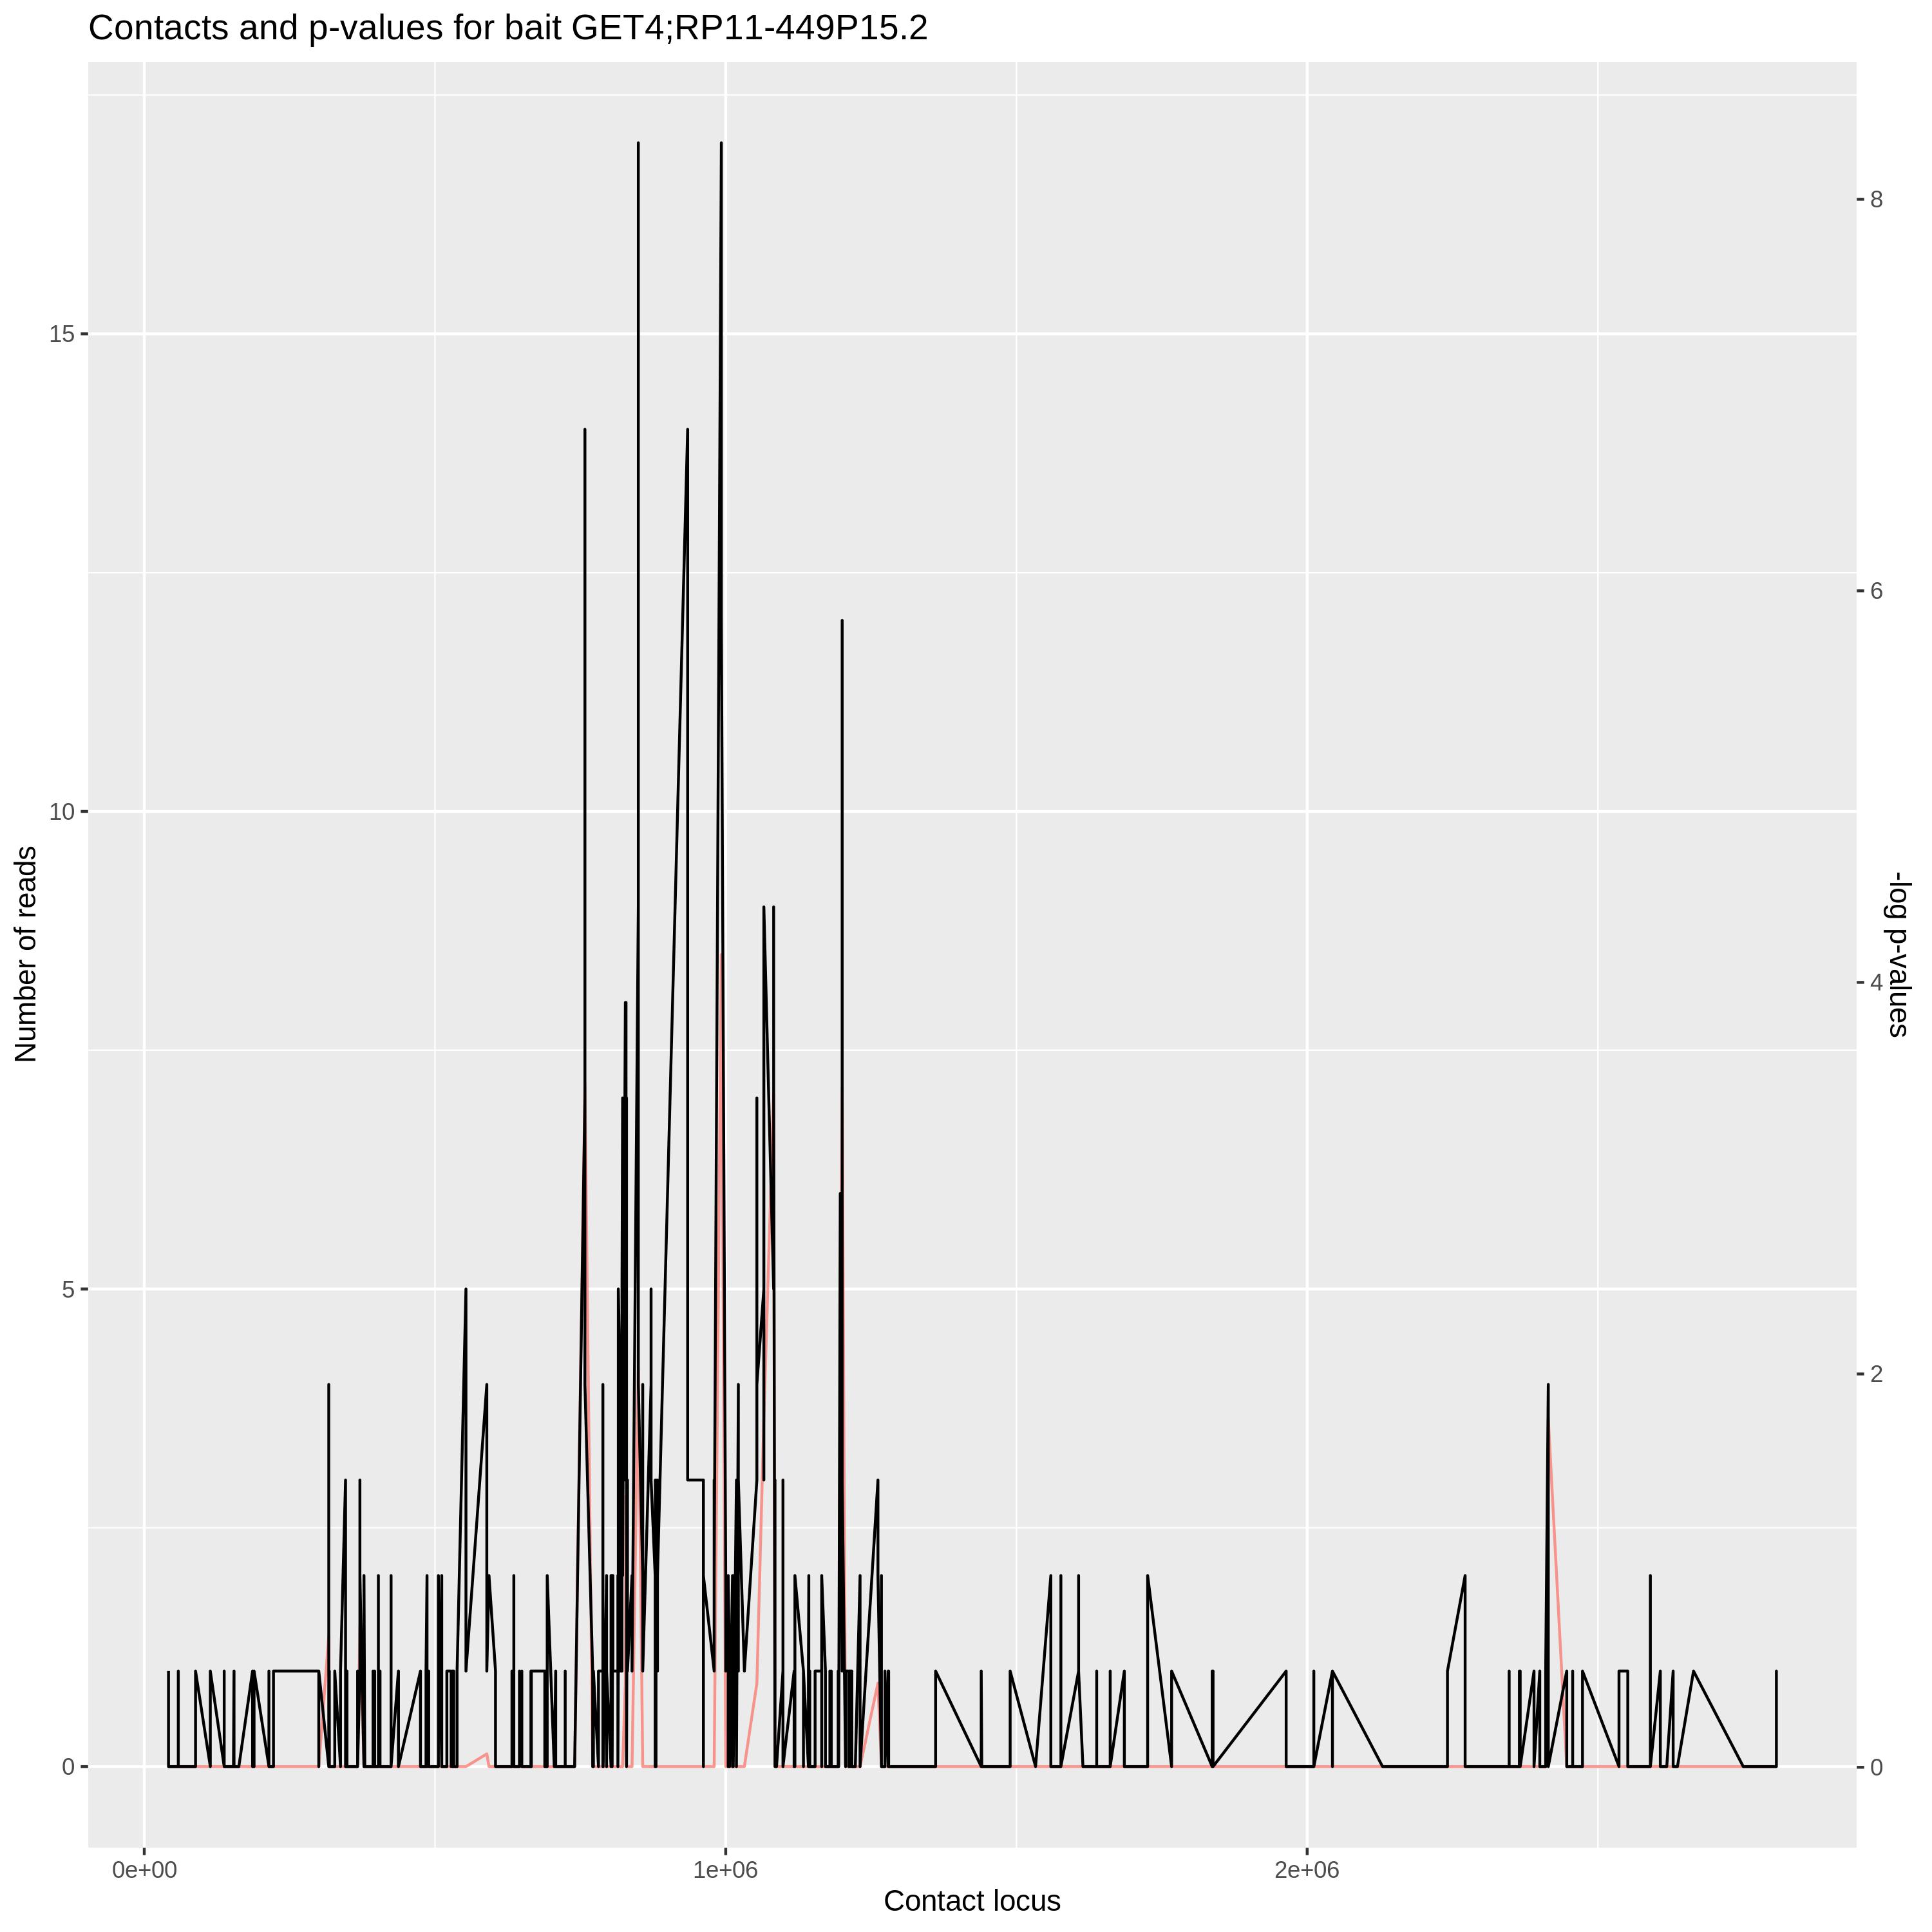 Contacts and p-values for bait GET4;RP11-449P15.2
15
10
5
0
Number of reads
8
6
4
2
0
-log p-values
0e+00
1e+06
2e+06
Contact locus